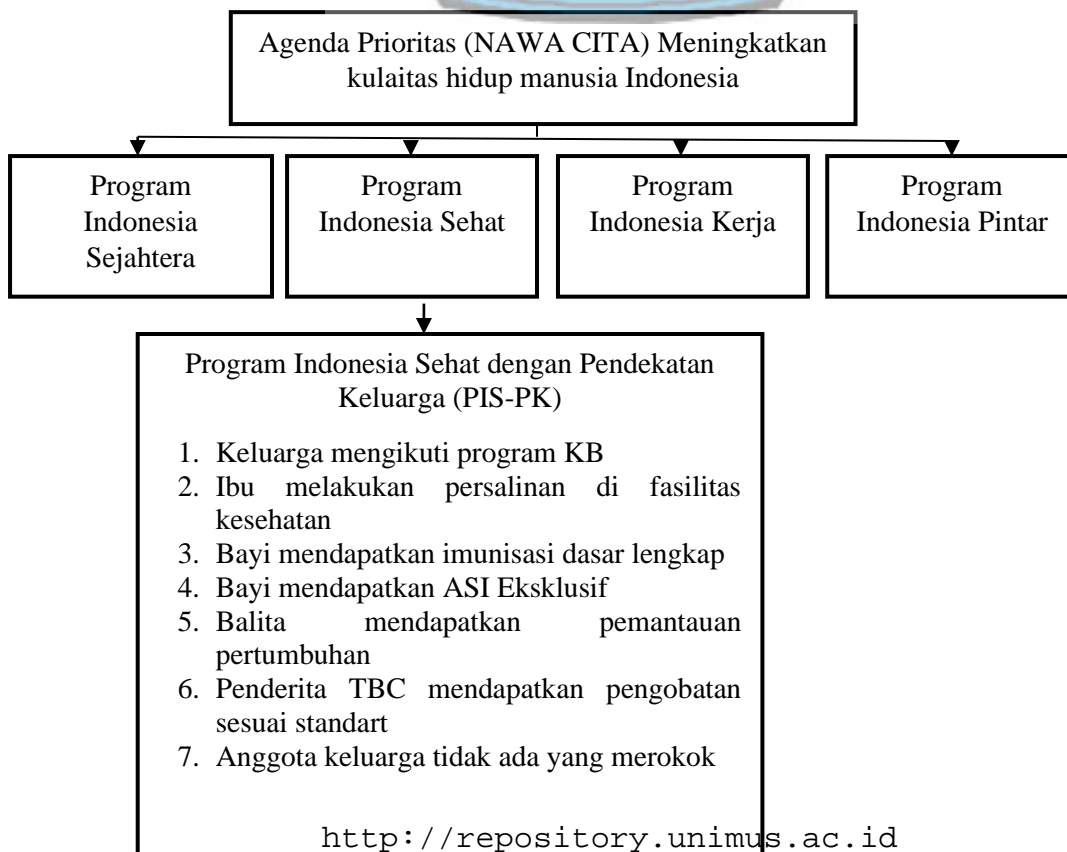 Agenda Prioritas (NAWA CITA) Meningkatkan
kulaitas hidup manusia Indonesia
Program
Indonesia
Sejahtera
Program
Indonesia Sehat
Program
Indonesia Kerja
Program
Indonesia Pintar
Program Indonesia Sehat dengan Pendekatan
Keluarga (PIS-PK)
1. Keluarga mengikuti program KB
2. Ibu melakukan persalinan di fasilitas
kesehatan
3. Bayi mendapatkan imunisasi dasar lengkap
4. Bayi mendapatkan ASI Eksklusif
5. Balita mendapatkan pemantauan
pertumbuhan
6. Penderita TBC mendapatkan pengobatan
sesuai standart
7. Anggota keluarga tidak ada yang merokok
http://repository.unimus.ac.id